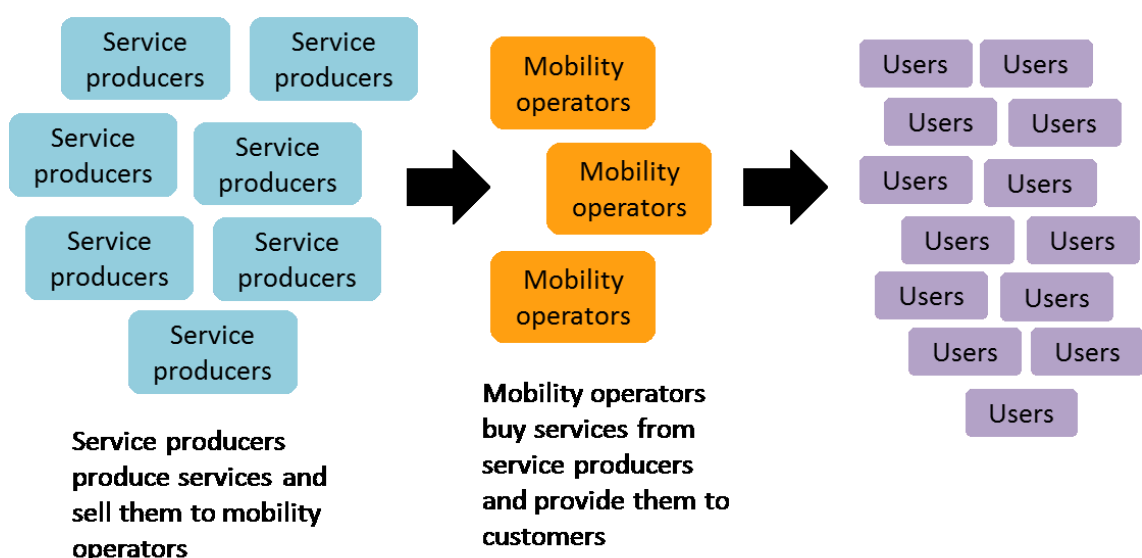 Service
producers
Service
producers
Service
producers
Service
producers
Service
producers
Service
producers
Service
producers
Service producers
produce services and
sell them to mobility
operators
Mobility
operators
Mobility
operators
Mobility
operators
Mobility operators
buy services from
service producers
and provide them to
customers
Users
Users
Users
Users
Users
Users
Users
Users
Users
Users
Users
Users
Users